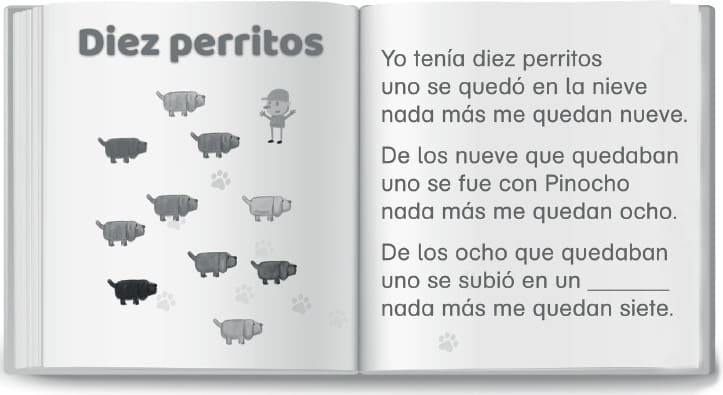 Diez perritos
Yo tenía diez perritos
uno se quedó en la nieve
nada más me quedan nueve.
De los nueve que quedaban
uno se fue con Pinocho
nada más me quedan ocho.
De los ocho que quedaban
uno se subió en un ________
nada más me quedan siete.